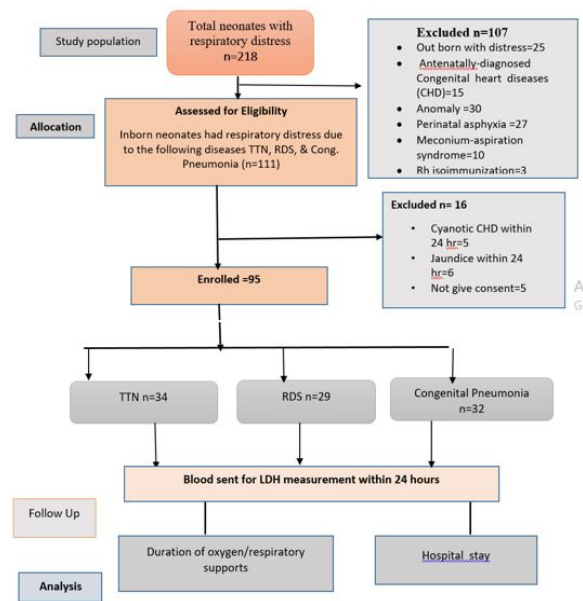 Study population
Total neonates with
respiratory distress
n=218
Excluded n=107
• Out born with distress=25
• Antenatally-diagnosed
Congenital heart diseases
(CHD)=15
• Anomaly =30
• Perinatal asphyxia =27
• Meconium-aspiration
syndrome=10
• Rh isoimmunization=3
Allocation
Assessed for Eligibility
Inborn neonates had respiratory distress due
to the following diseases TTN, RDS, & Cong.
Pneumonia (n=111)
Excluded n= 16
• Cyanotic CHD within
24 hr=5
• Jaundice within 24
hr=6
• Not give consent=5
Enrolled =95
A
G
TTN n=34
RDS n=29
Congenital Pneumonia
n=32
Blood sent for LDH measurement within 24 hours
Follow Up
Duration of oxygen/respiratory
supports
Hospital stay
Analysis